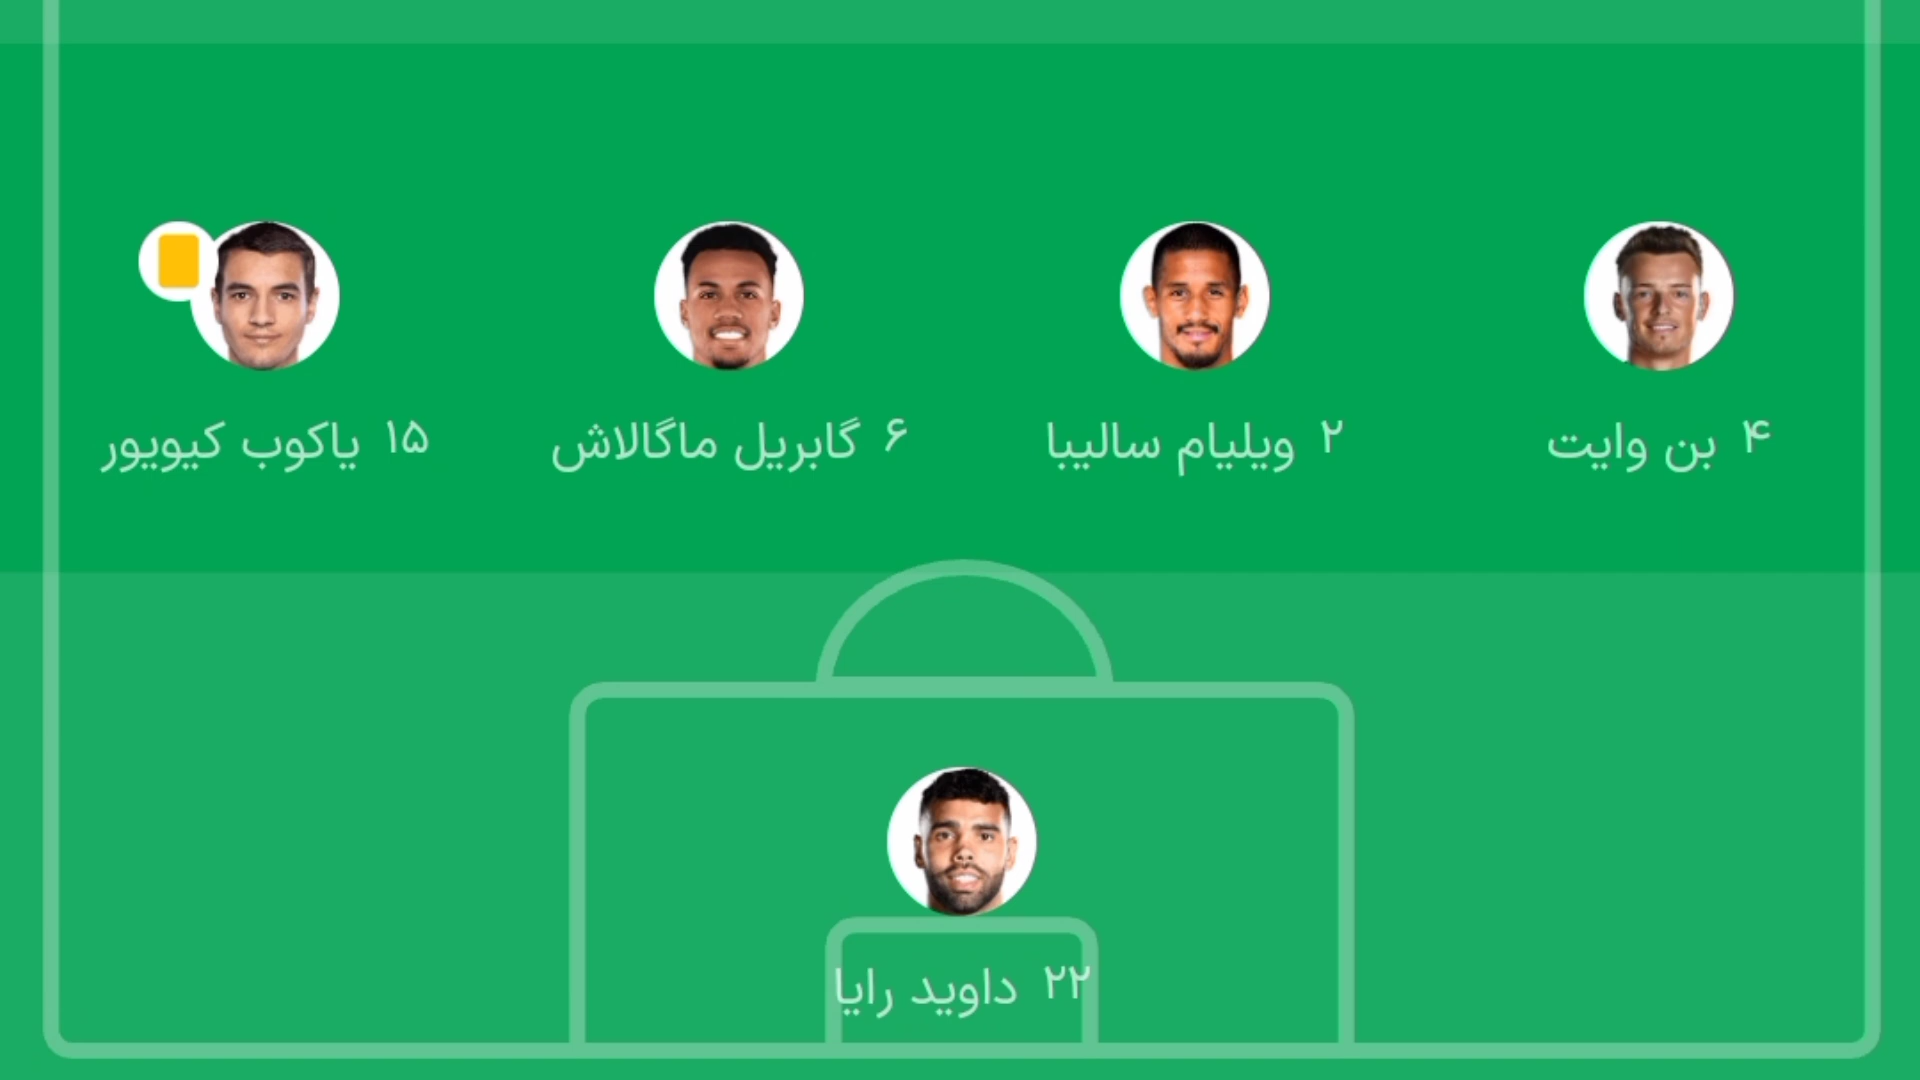 ۴ بن وایت
۲ ویلیام سالیبا
۶ گابریل ماگالاش
۱۵ یاکوب کیویور
۲۲ داوید رایا